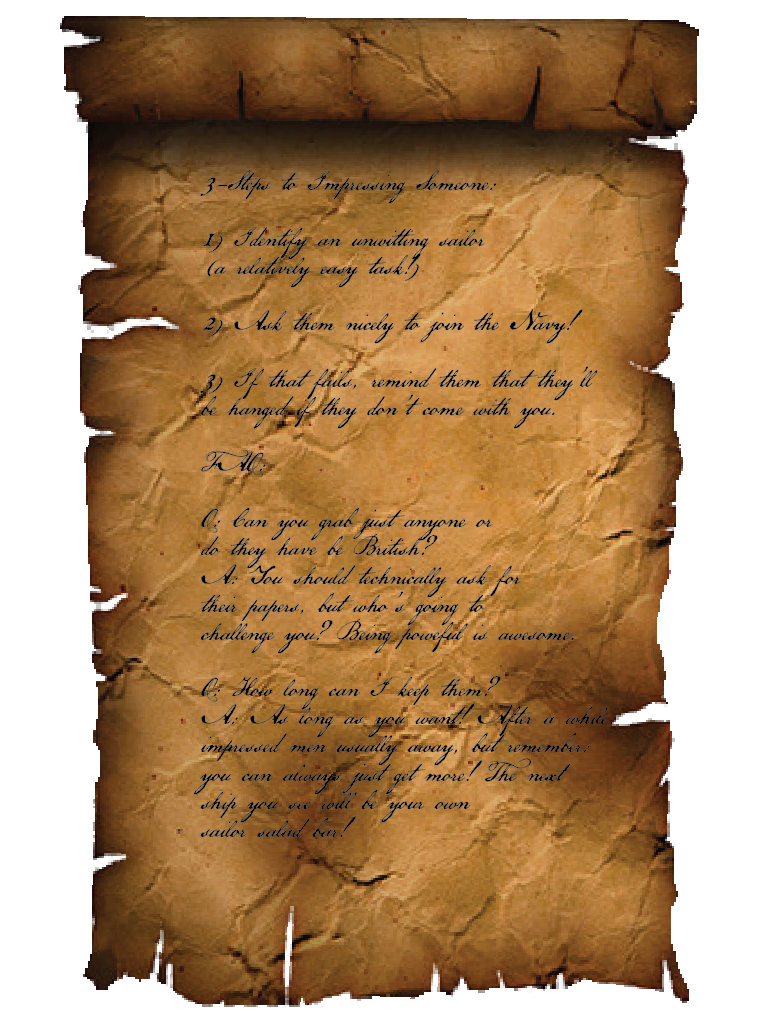 3-Steps to Impressing Someone:
1) Identify an unwitting sailor
(a relatively easy task!)
2) Ask them nicely to join the Navy!
3) If that fails, remind them that they'll
be hanged if they don't come with you.
FAQ:
Q: Can you grab just anyone or
do they have be British?
A: You should technically ask for
their papers, but who's going to
challenge you? Being poweful is awesome.
Q: How long can I keep them?
A: As long as you want! After a while
impressed men usually away, but remember:
you can always just get more! The next
ship you see will be your own
sailor salad bar!